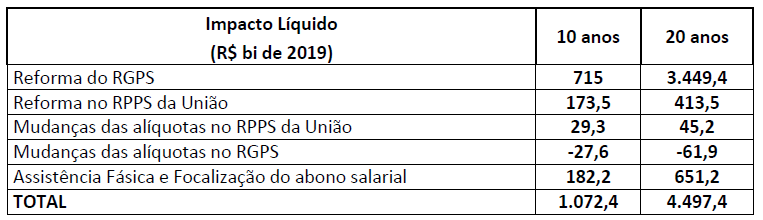 Impacto Líquido
(R$ bi de 2019) 10 anos 20 anos
Reforma do RGPS 715 3.449,4
Reforma no RPPS da União 173,5 413,5
Mudanças das alíquotas no RPPS da União 29,3 45,2
Mudanças das alíquotas no RGPS -27,6 -61,9
Assistência Fásica e Focalização do abono salarial 182,2 651,2
TOTAL 1.072,4 4.497,4